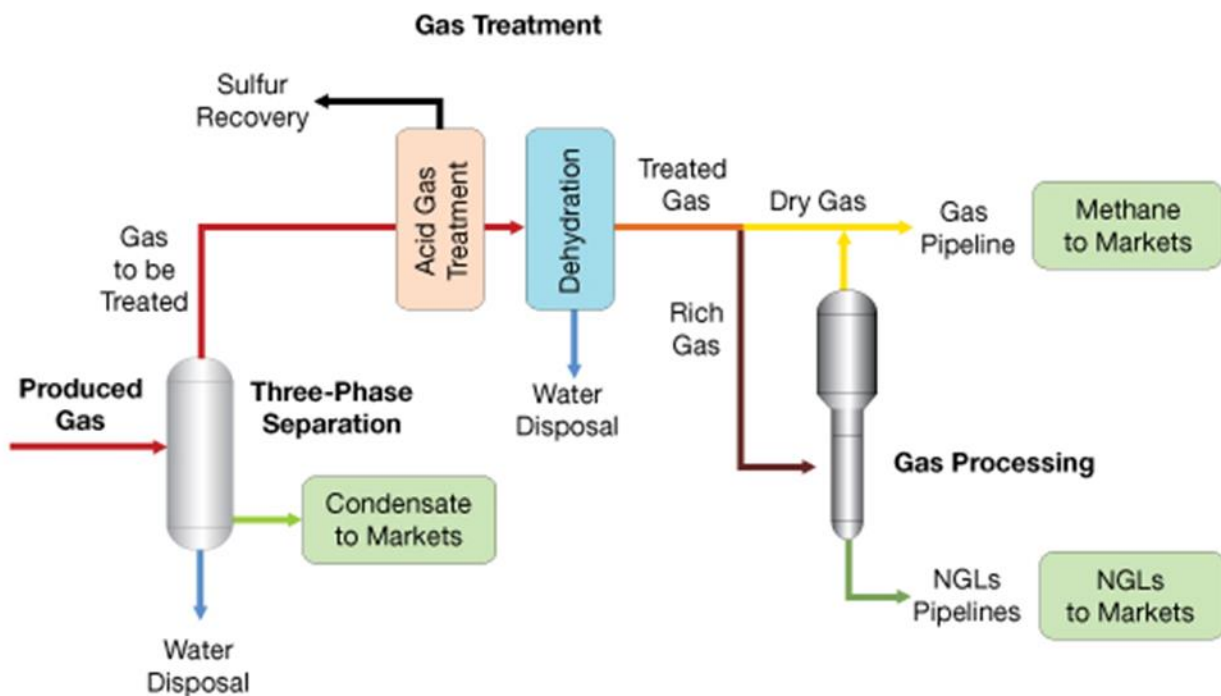 Gas Treatment
Sulfur
Recovery
Acid Gas
Treatment
Dehydration
Treated
Gas
Dry Gas
Gas
Pipeline
Methane
to Markets
Gas
to be
Treated
Rich
Gas
Produced
Gas
Three-Phase
Separation
Water
Disposal
Gas Processing
Condensate
to Markets
NGLs
Pipelines
NGLs
to Markets
Water
Disposal